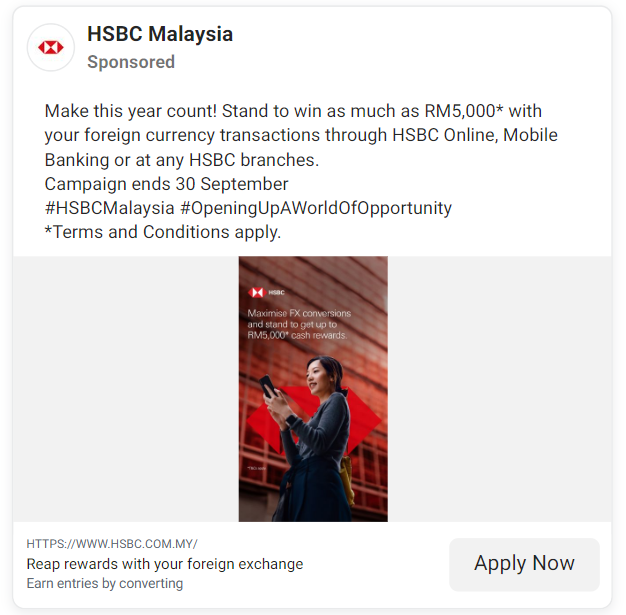 HSBC Malaysia
Sponsored
Make this year count! Stand to win as much as RM5,000* with
your foreign currency transactions through HSBC Online, Mobile
Banking or at any HSBC branches.
Campaign ends 30 September
#HSBCMalaysia #OpeningUpAWorldOfOpportunity
*Terms and Conditions apply.
HSBC
Maximise FX conversions
and stand to get up to
RM5,000* cash rewards.
HTTPS://WWW.HSBC.COM.MY/
Reap rewards with your foreign exchange
Earn entries by converting
Apply Now